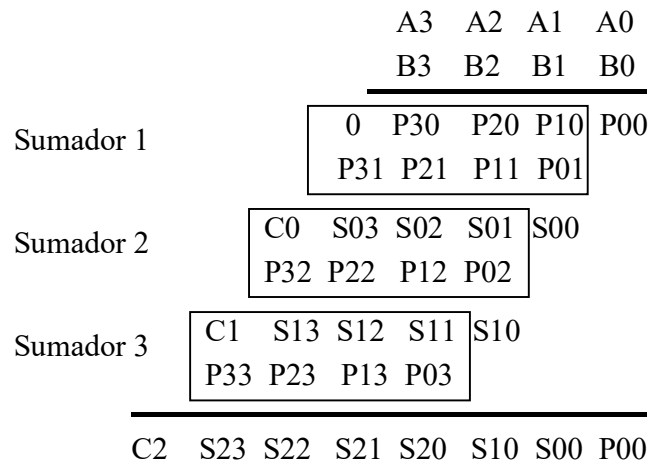 A3 A2 A1 A0
B3 B2 B1 B0
Sumador 1
0 P30 P20 P10 P00
P31 P21 P11 P01
Sumador 2
C0 S03 S02 S01 S00
P32 P22 P12 P02
Sumador 3
C1 S13 S12 S11 S10
P33 P23 P13 P03
C2 S23 S22 S21 S20 S10 S00 P00